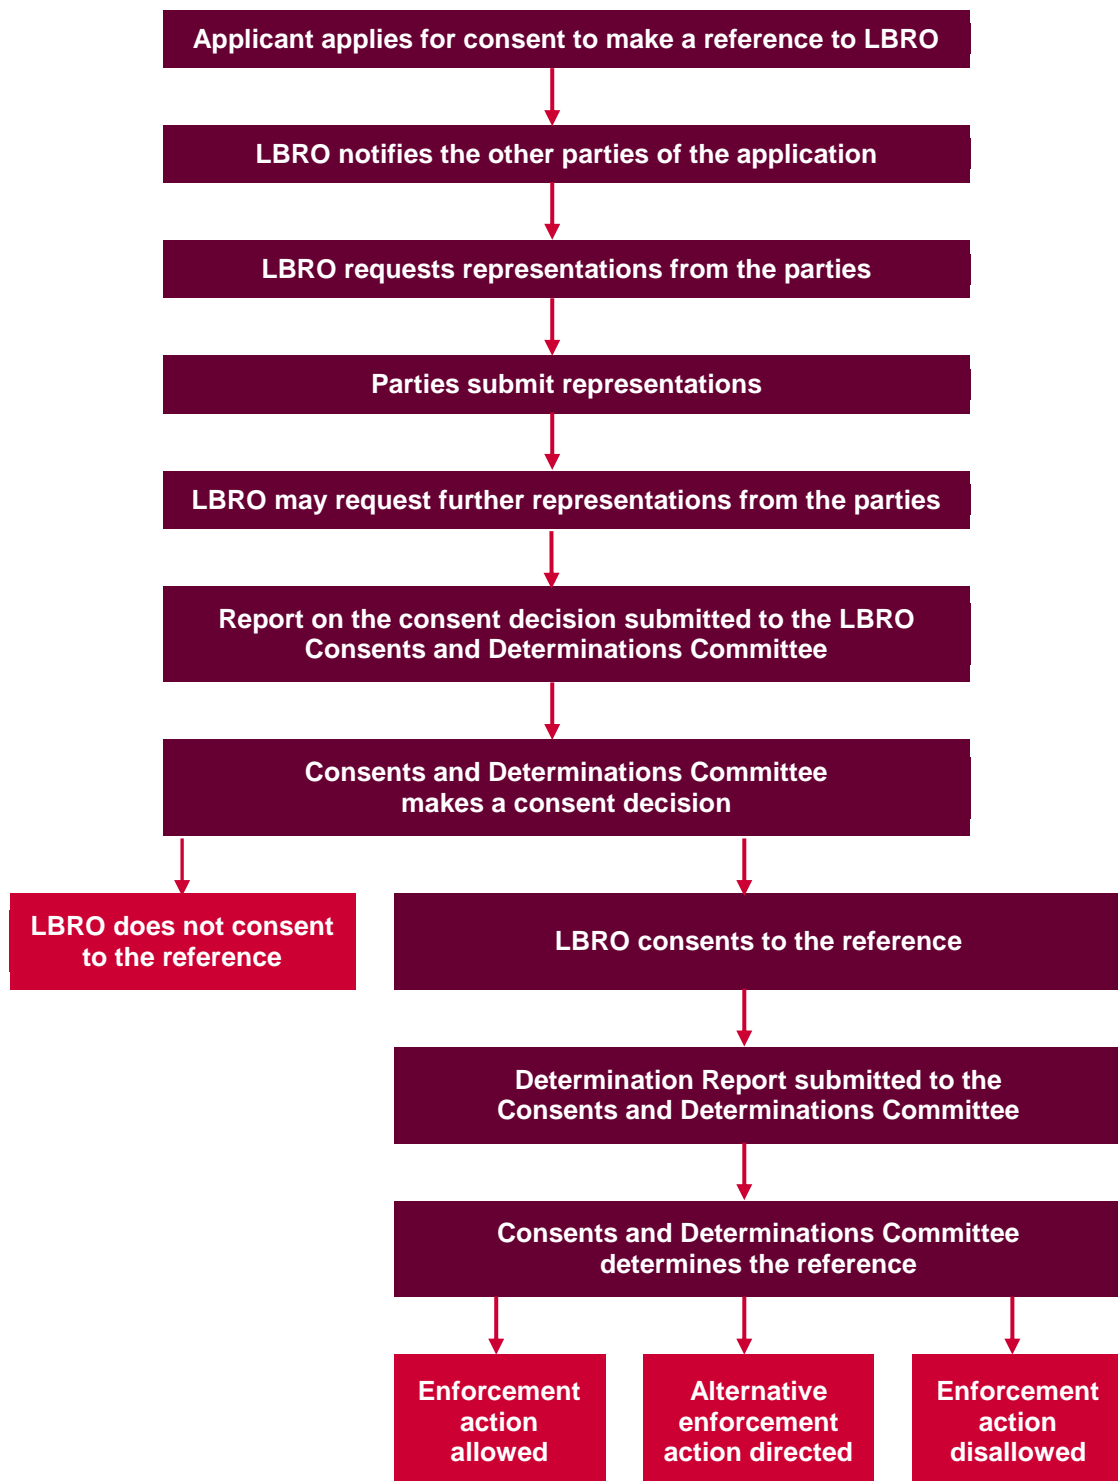 Applicant applies for consent to make a reference to LBRO
LBRO notifies the other parties of the application
LBRO requests representations from the parties
Parties submit representations
LBRO may request further representations from the parties
Report on the consent decision submitted to the LBRO
Consents and Determinations Committee
Consents and Determinations Committee
makes a consent decision
LBRO does not consent
to the reference
LBRO consents to the reference
Determination Report submitted to the
Consents and Determinations Committee
Consents and Determinations Committee
determines the reference
Enforcement
action
allowed
Alternative
enforcement
action directed
Enforcement
action
disallowed